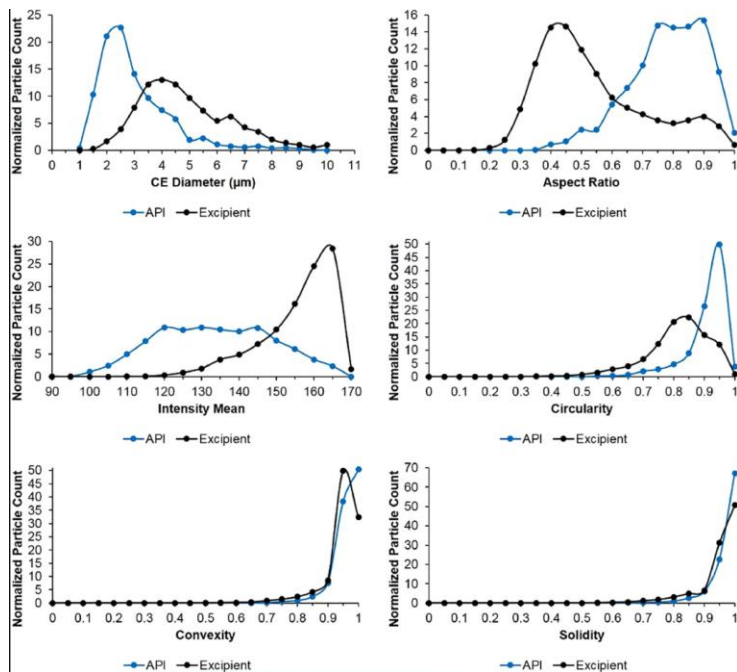 25
20
15
10
5
0
Normalized Particle Count
0 1 2 3 4 5 6 7 8 9 10 11
CE Diameter (µm)
API Excipient
16
14
12
10
8
6
4
2
0
Normalized Particle Count
0 0.1 0.2 0.3 0.4 0.5 0.6 0.7 0.8 0.9 1
Aspect Ratio
API Excipient
30
25
20
15
10
5
0
Normalized Particle Count
90 100 110 120 130 140 150 160 170
Intensity Mean
API Excipient
50
45
40
35
30
25
20
15
10
5
0
Normalized Particle Count
0 0.1 0.2 0.3 0.4 0.5 0.6 0.7 0.8 0.9 1
Circularity
API Excipient
50
45
40
35
30
25
20
15
10
5
0
Normalized Particle Count
0 0.1 0.2 0.3 0.4 0.5 0.6 0.7 0.8 0.9 1
Convexity
API Excipient
70
60
50
40
30
20
10
0
Normalized Particle Count
0 0.1 0.2 0.3 0.4 0.5 0.6 0.7 0.8 0.9 1
Solidity
API Excipient